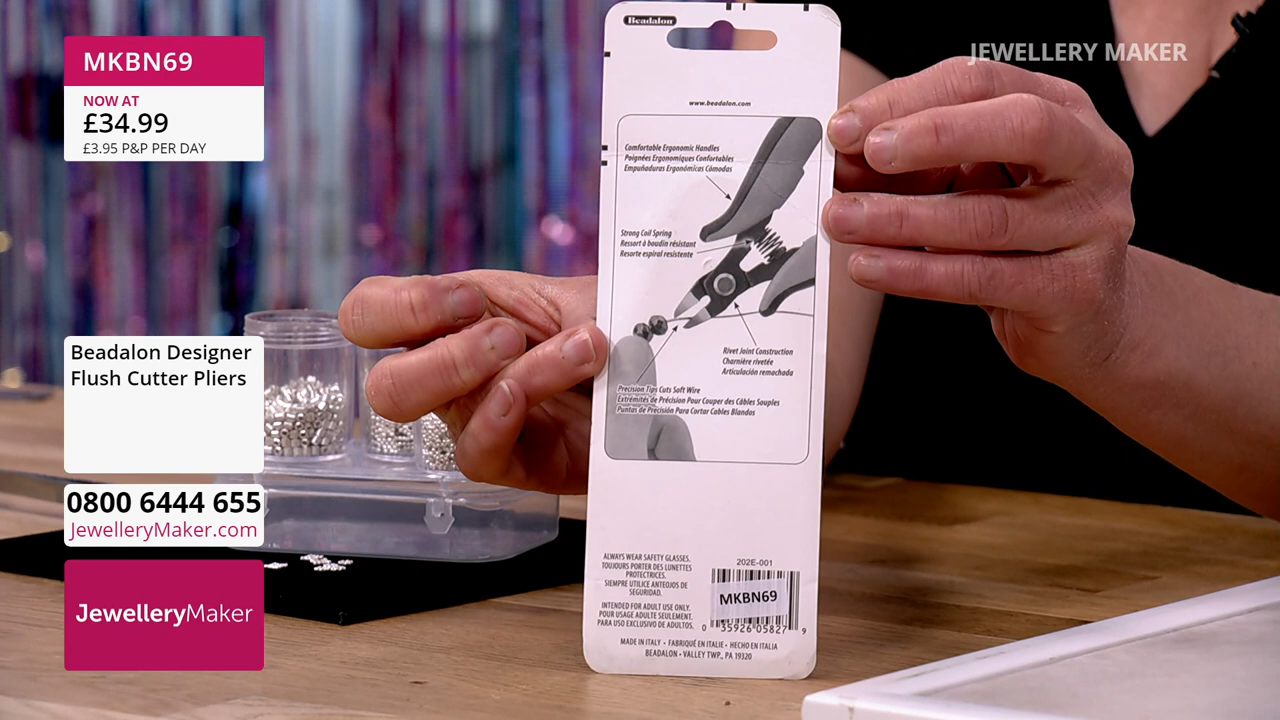 MKBN69
NOW AT
£34.99
£3.95 P&P PER DAY
Beadalon Designer
Flush Cutter Pliers
0800 6444 655
JewelleryMaker.com
JewelleryMaker
JEWELLERY MAKER
Beadalon
www.beadalon.com
Comfortable Ergonomic Handles
Poignées Ergonomiques Confortables
Empuñaduras Ergonómicas Cómodas
Strong Coil Spring
Ressort à boudin résistant
Resorte espiral resistente
Rivet Joint Construction
Charnière rivetée
Articulación remachada
Precision Tips Cuts Soft Wire
Extrémités de Précision Pour Couper des Câbles Souples
Puntas de Precisión Para Cortar Cables Blandos
ALWAYS WEAR SAFETY GLASSES.
TOUJOURS PORTER DES LUNETTES
PROTECTRICES.
SIEMPRE UTILICE ANTEOJOS DE
SEGURIDAD.
INTENDED FOR ADULT USE ONLY.
POUR USAGE ADULTE SEULEMENT.
PARA USO EXCLUSIVO DE ADULTOS.
202E-001
MKBN69
0 35926 05827 9
MADE IN ITALY • FABRIQUÉ EN ITALIE • HECHO EN ITALIA
BEADALON • VALLEY TWP., PA 19320